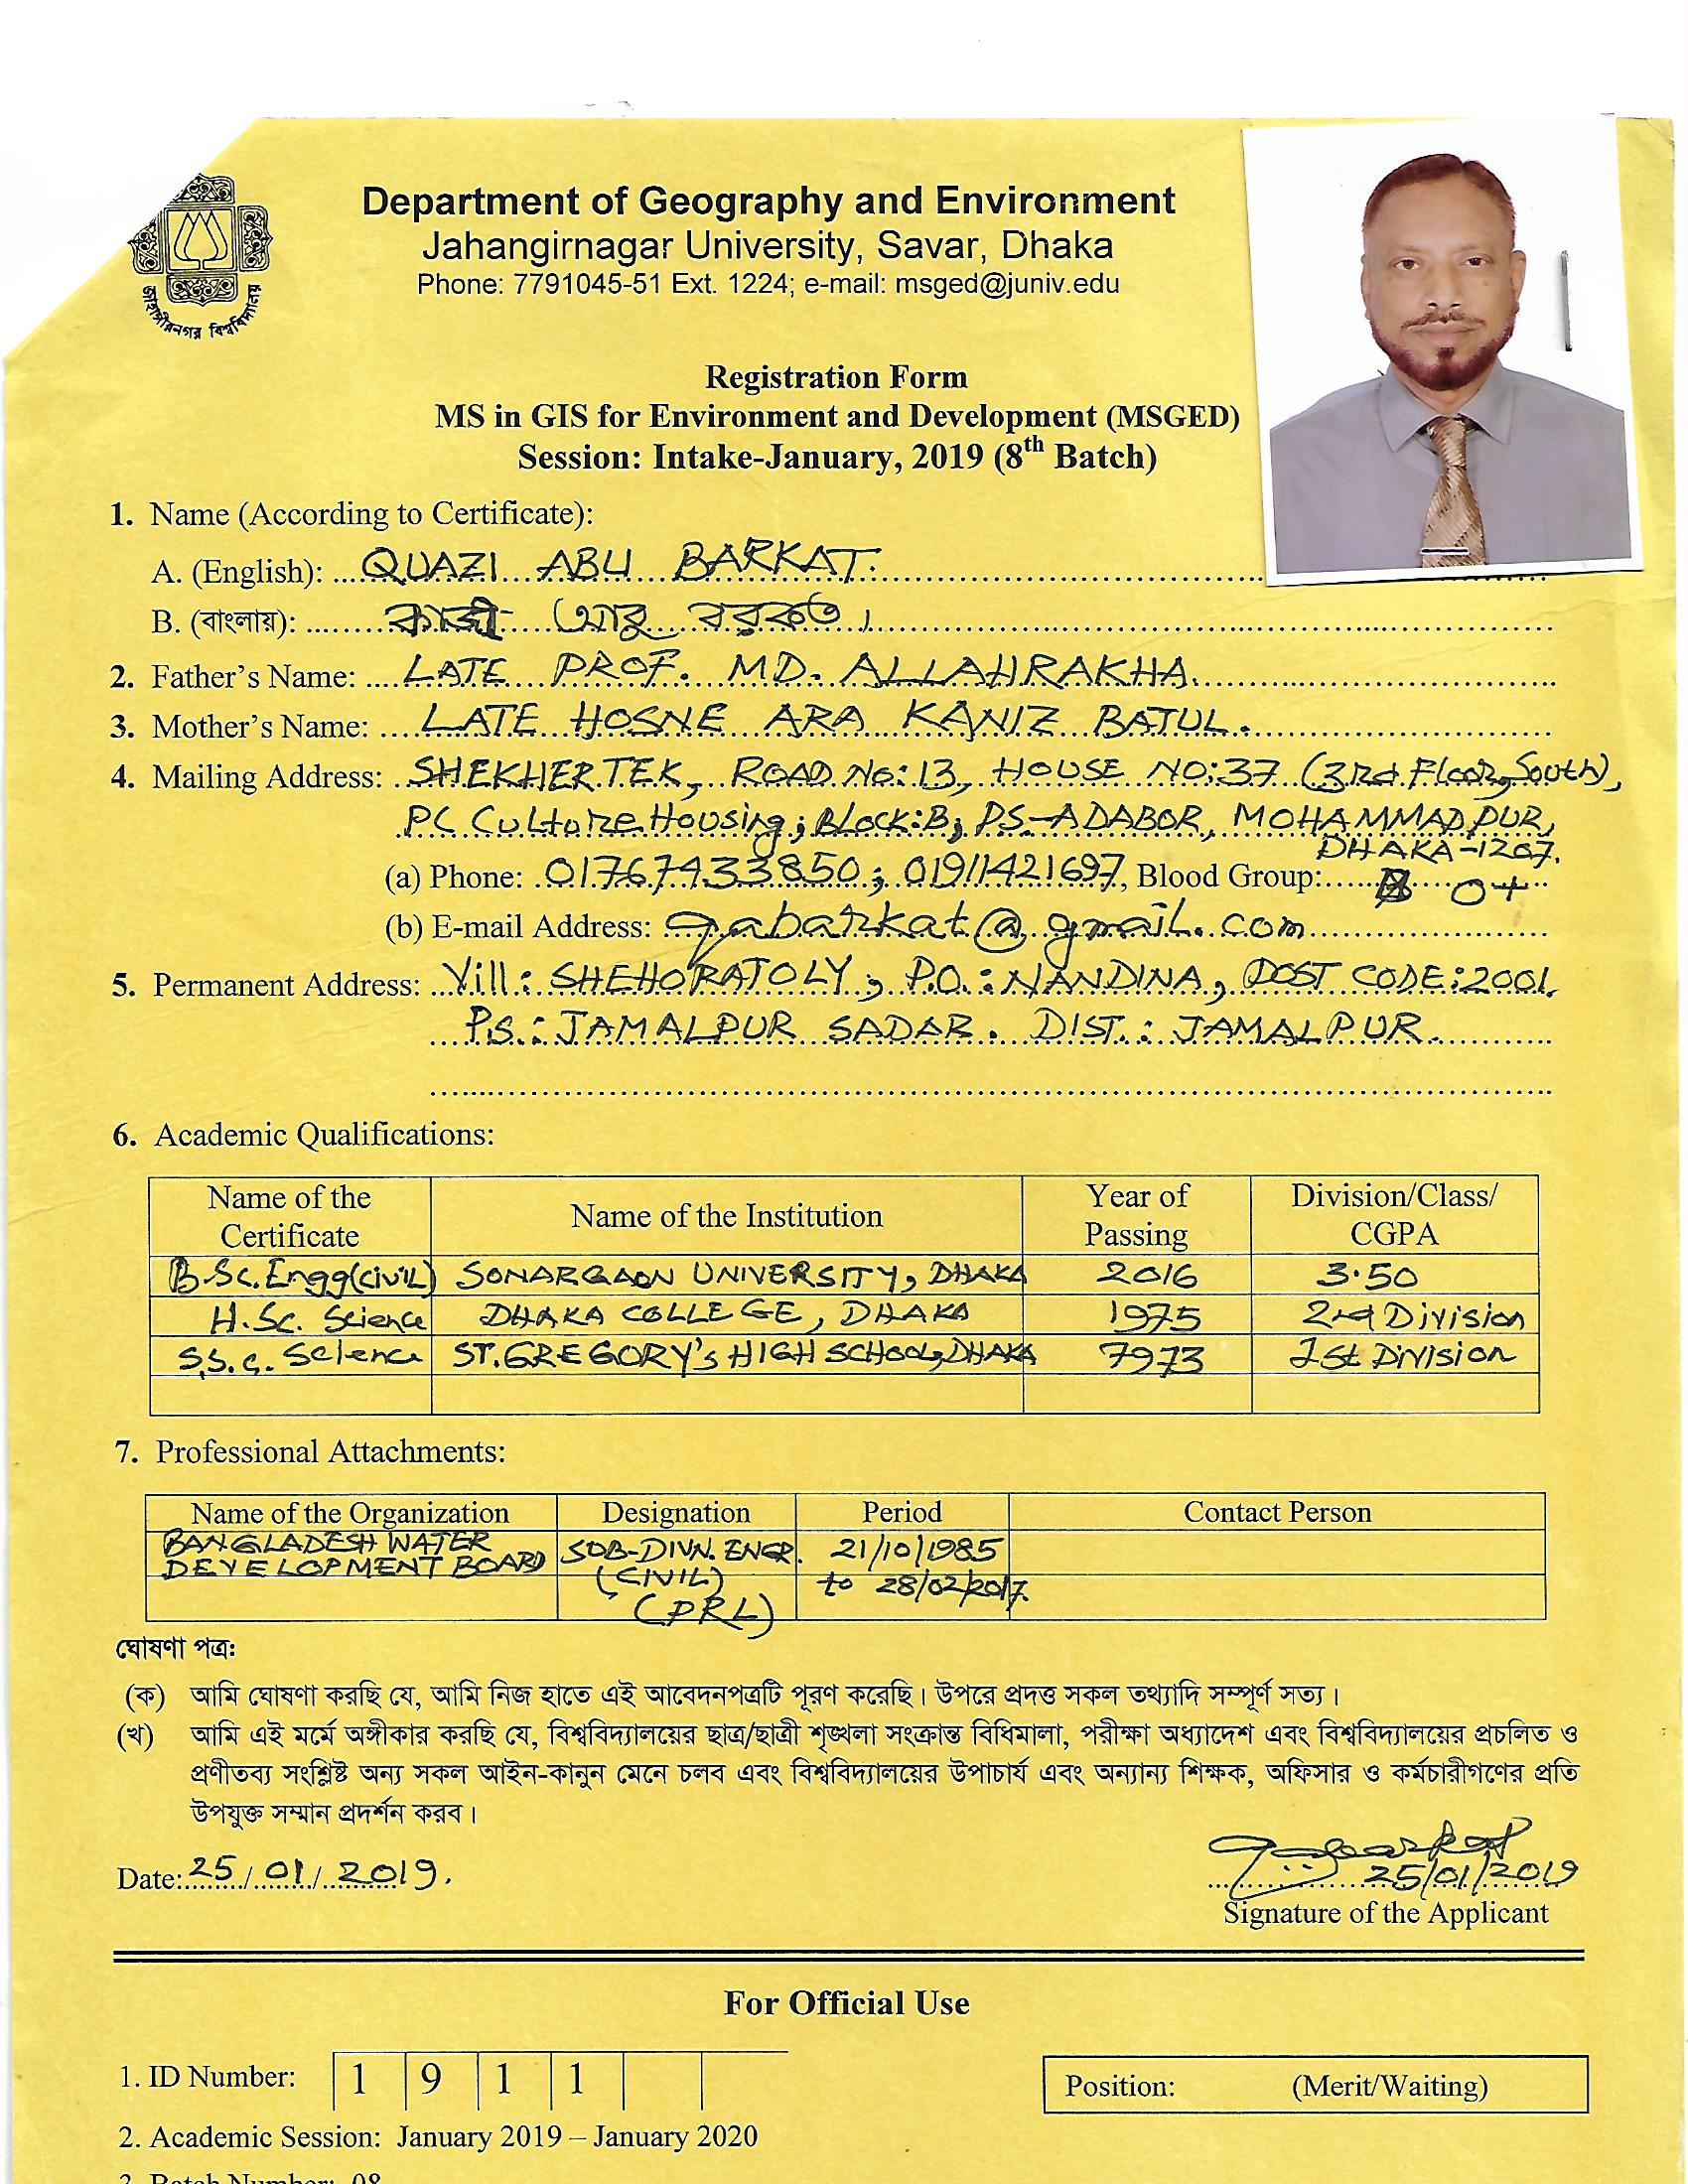 জাহাঙ্গীরনগর বিশ্ববিদ্যালয়
Department of Geography and Environment
Jahangirnagar University, Savar, Dhaka
Phone: 7791045-51 Ext. 1224; e-mail: msged@juniv.edu
Registration Form
MS in GIS for Environment and Development (MSGED)
Session: Intake-January, 2019 (8th Batch)
1. Name (According to Certificate):
A. (English): QUAZI ABU BARKAT.
B. (বাংলায়): কাজী আবু বরকত।
2. Father's Name: LATE PROF. MD. ALLAHRAKHA.
3. Mother's Name: LATE HOSNE ARA KANIZ BATUL.
4. Mailing Address: SHEKHERTEK, ROAD No: 13, HOUSE NO: 37 (3rd Floor, South),
PC Culture Housing; Block: B; PS-ADABOR, MOHAMMADPUR,
DHAKA-1207.
(a) Phone: 01767433850; 01911421697, Blood Group: O+
(b) E-mail Address: qabarkat@gmail.com
5. Permanent Address: Vill: SHEHORATOLY, P.O.: NANDINA, POST CODE: 2001.
P.S.: JAMALPUR SADAR. DIST.: JAMALPUR.
6. Academic Qualifications:
Name of the Certificate Name of the Institution Year of Passing Division/Class/CGPA
B.Sc. Engg (civil) SONARGAON UNIVERSITY, DHAKA 2016 3.50
H.Sc. Science DHAKA COLLEGE, DHAKA 1975 2nd Division
S.S.C. Science ST. GREGORY'S HIGH SCHOOL, DHAKA 1973 1st Division
7. Professional Attachments:
Name of the Organization Designation Period Contact Person
BANGLADESH WATER DEVELOPMENT BOARD SUB-DIVN. ENGR. (CIVIL) (PRL) 21/10/1985 to 28/02/2017.
ঘোষণা পত্র:
(ক) আমি ঘোষণা করছি যে, আমি নিজ হাতে এই আবেদনপত্রটি পূরণ করেছি। উপরে প্রদত্ত সকল তথ্যাদি সম্পূর্ণ সত্য।
(খ) আমি এই মর্মে অঙ্গীকার করছি যে, বিশ্ববিদ্যালয়ের ছাত্র/ছাত্রী শৃঙ্খলা সংক্রান্ত বিধিমালা, পরীক্ষা অধ্যাদেশ এবং বিশ্ববিদ্যালয়ের প্রচলিত ও
প্রণীতব্য সংশ্লিষ্ট অন্য সকল আইন-কানুন মেনে চলব এবং বিশ্ববিদ্যালয়ের উপাচার্য এবং অন্যান্য শিক্ষক, অফিসার ও কর্মচারীগণের প্রতি
উপযুক্ত সম্মান প্রদর্শন করব।
Date: 25/01/2019.
25/01/2019
Signature of the Applicant
For Official Use
1. ID Number: 1 9 1 1
Position: (Merit/Waiting)
2. Academic Session: January 2019 – January 2020
3. Batch Number: 08